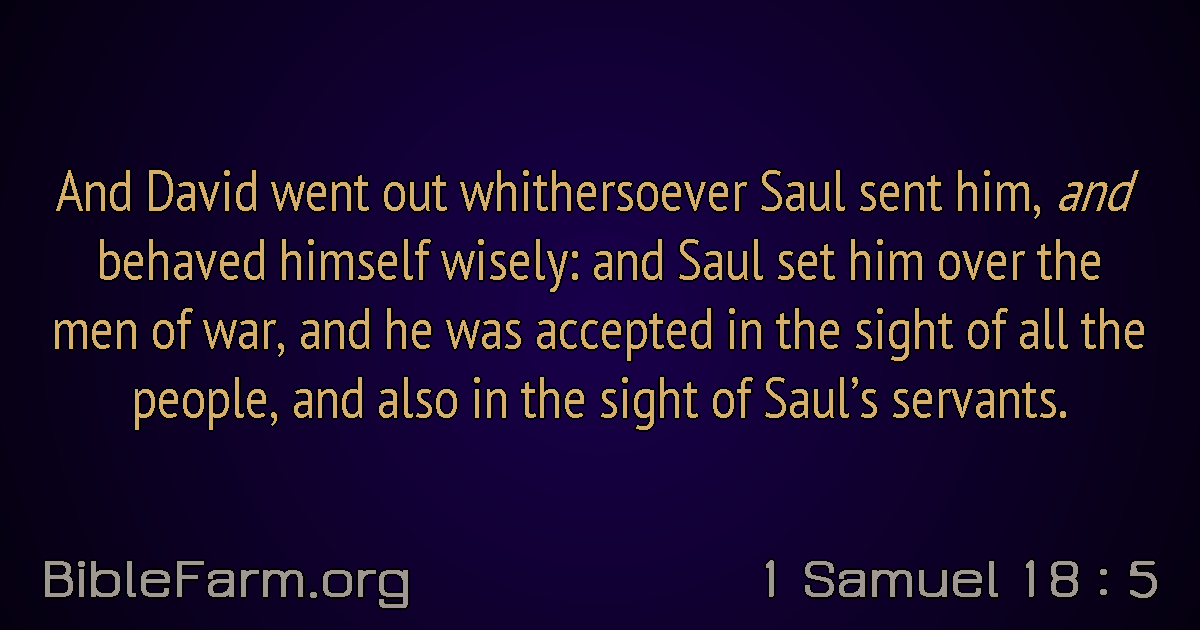 And David went out whithersoever Saul sent him, and
behaved himself wisely: and Saul set him over the
men of war, and he was accepted in the sight of all the
people, and also in the sight of Saul’s servants.
BibleFarm.org
1 Samuel 18 : 5